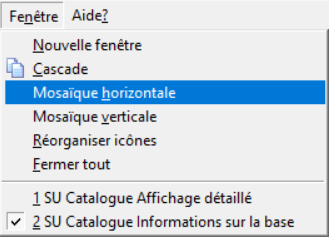 Fenêtre Aide?
Nouvelle fenêtre
Cascade
Mosaïque horizontale
Mosaïque verticale
Réorganiser icônes
Fermer tout
1 SU Catalogue Affichage détaillé
2 SU Catalogue Informations sur la base